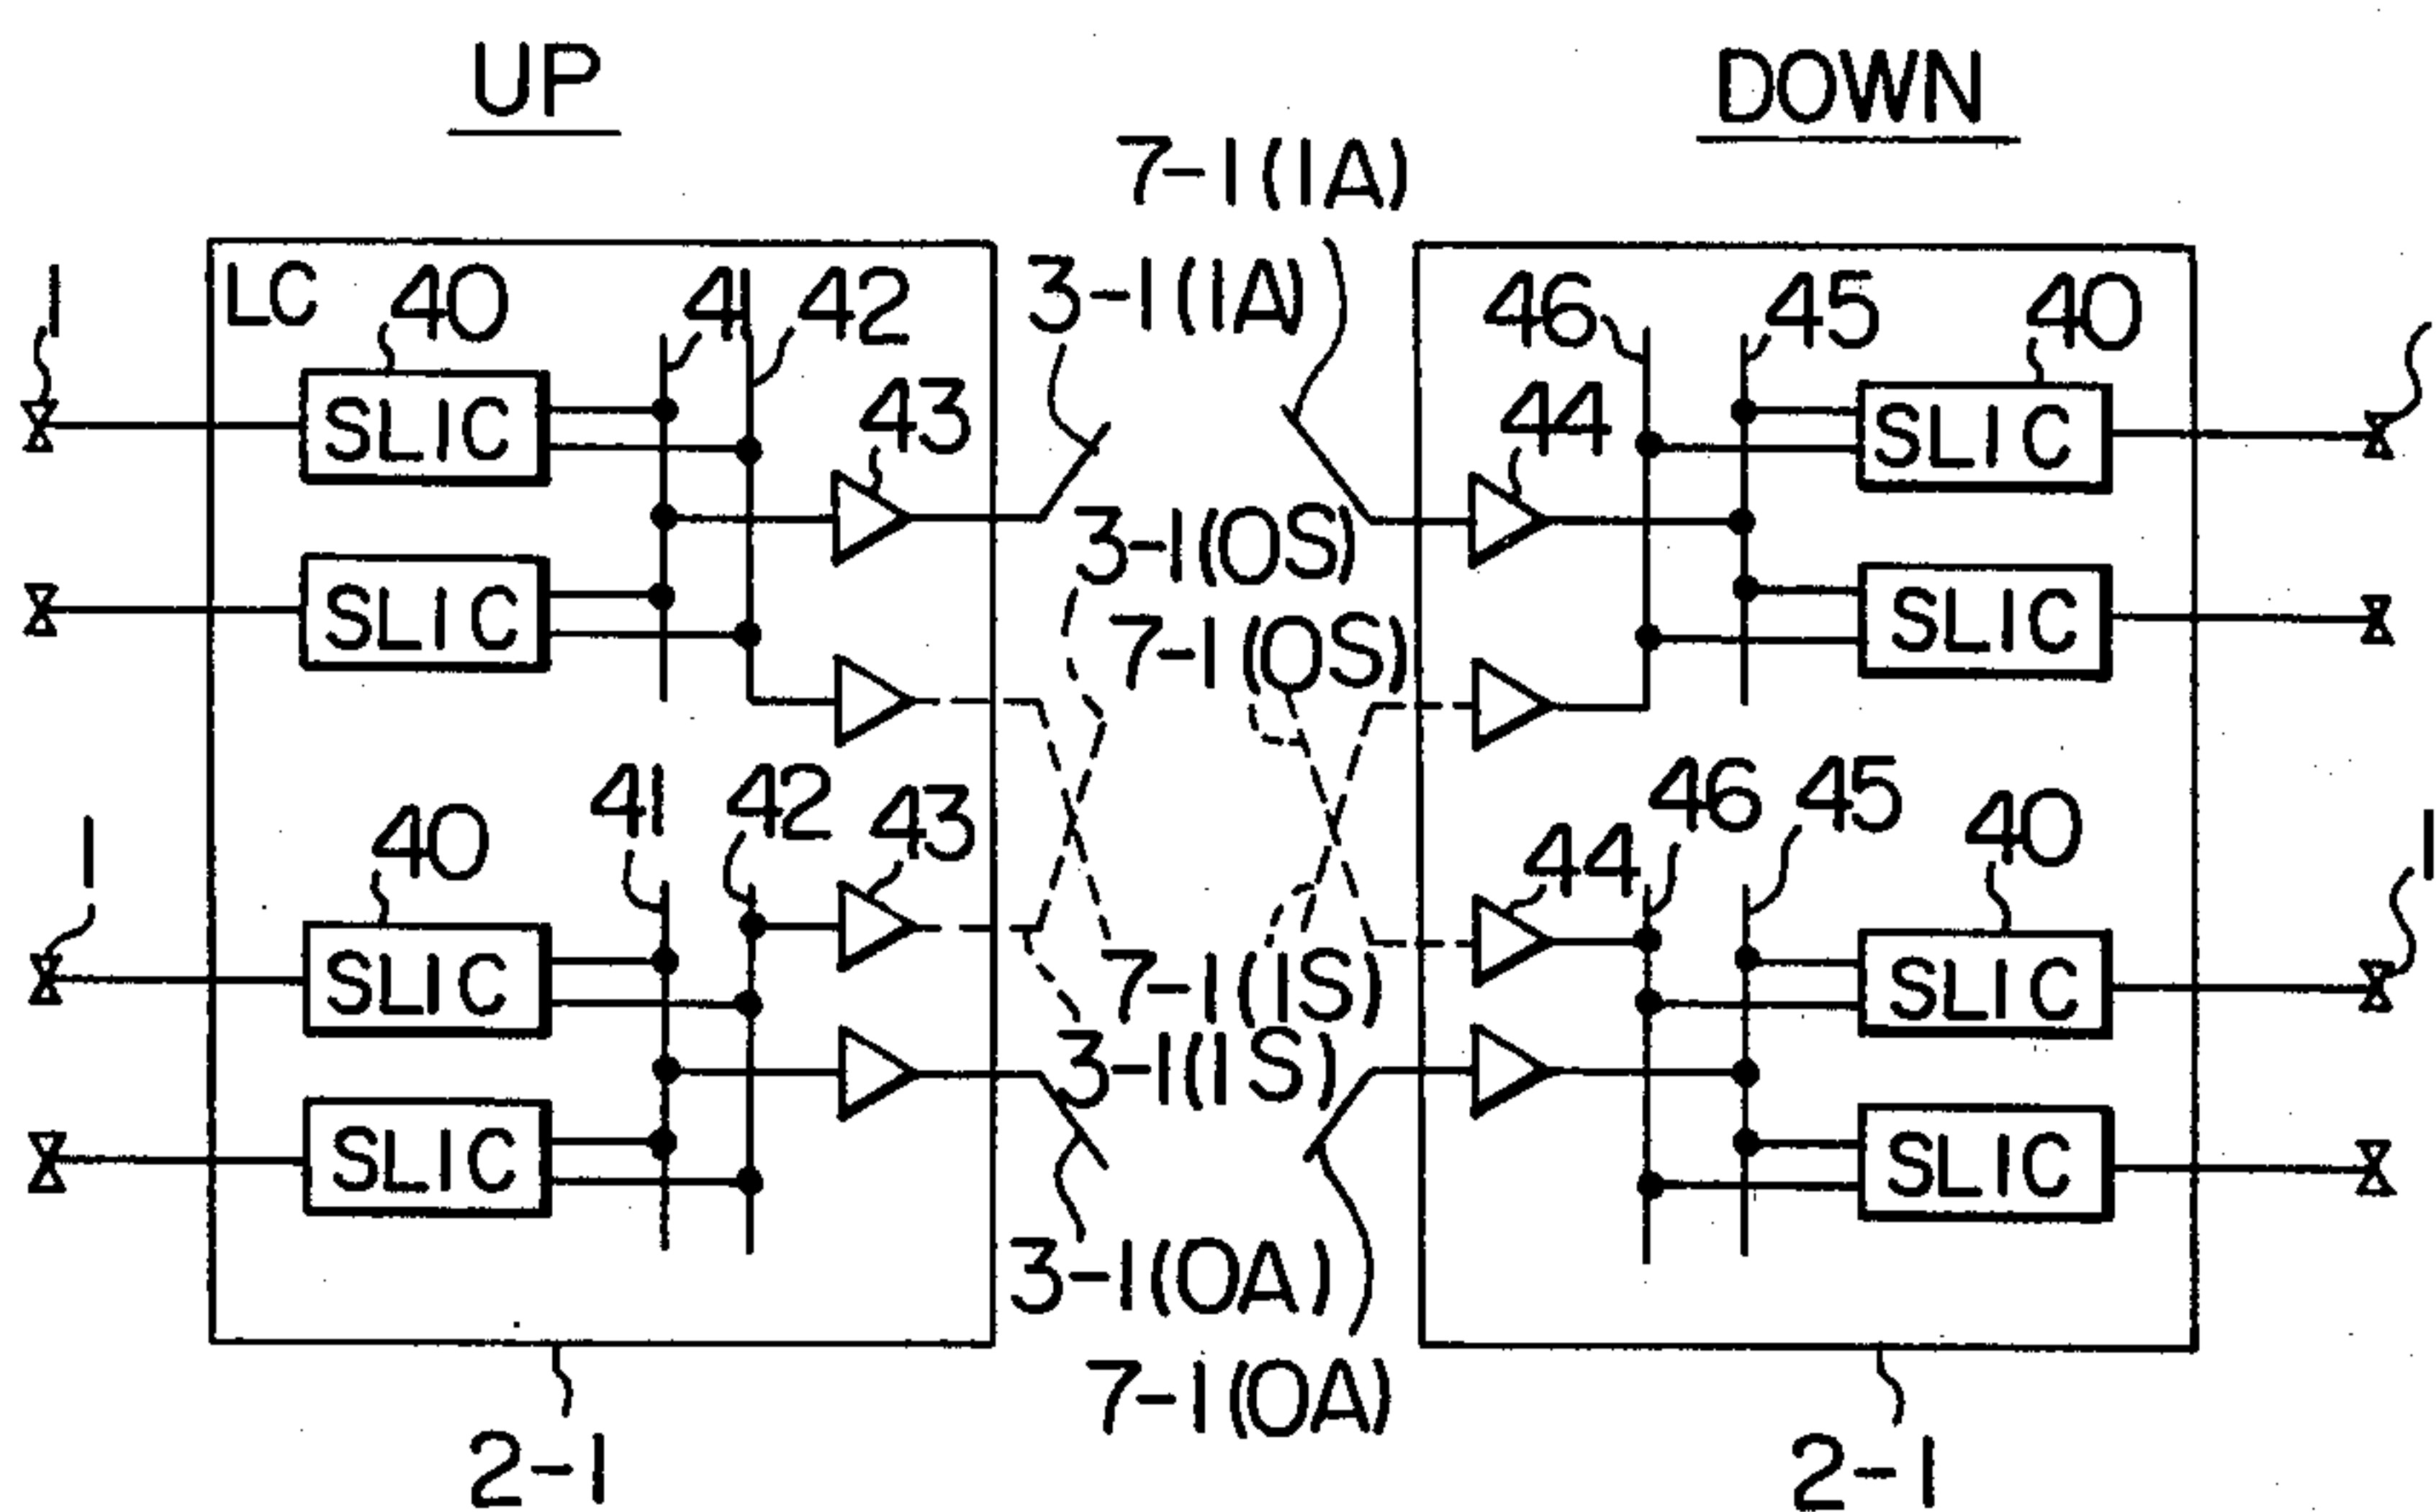 UP
DOWN
7-1(1A)
3-1(1A)
1
LC
40
41
42
43
46
45
40
44
SLIC
SLIC
3-1(0S)
7-1(0S)
SLIC
SLIC
41
42
43
46
45
40
1
40
44
1
SLIC
SLIC
7-1(1S)
3-1(1S)
SLIC
SLIC
3-1(0A)
7-1(0A)
2-1
2-1